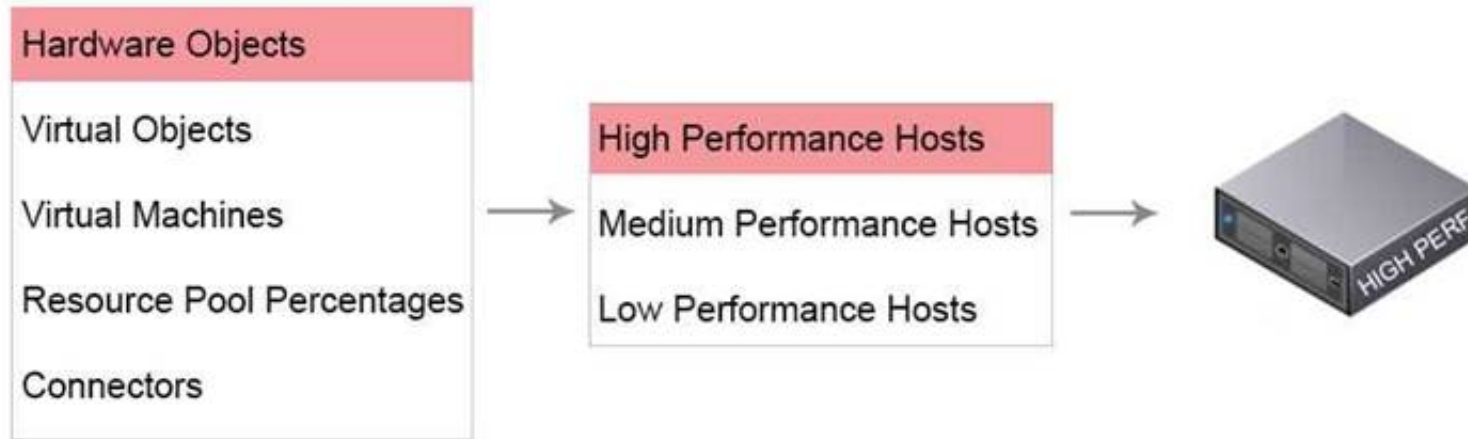 Hardware Objects
Virtual Objects
Virtual Machines
Resource Pool Percentages
Connectors
High Performance Hosts
Medium Performance Hosts
Low Performance Hosts
HIGH PERF